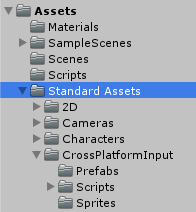 Assets
Materials
SampleScenes
Scenes
Scripts
Standard Assets
2D
Cameras
Characters
CrossPlatformInput
Prefabs
Scripts
Sprites